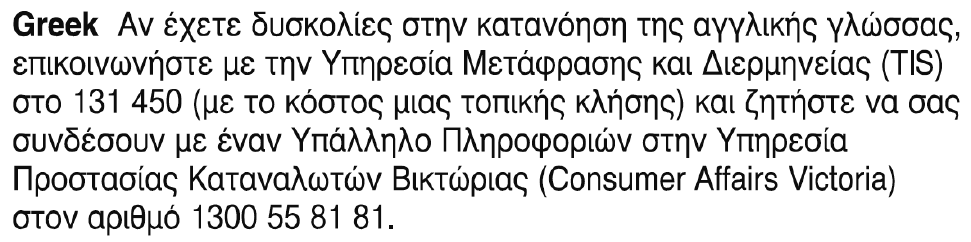 Greek Αν έχετε δυσκολίες στην κατανόηση της αγγλικής γλώσσας,
επικοινωνήστε με την Υπηρεσία Μετάφρασης και Διερμηνείας (TIS)
στο 131 450 (με το κόστος μιας τοπικής κλήσης) και ζητήστε να σας
συνδέσουν με έναν Υπάλληλο Πληροφοριών στην Υπηρεσία
Προστασίας Καταναλωτών Βικτώριας (Consumer Affairs Victoria)
στον αριθμό 1300 55 81 81.